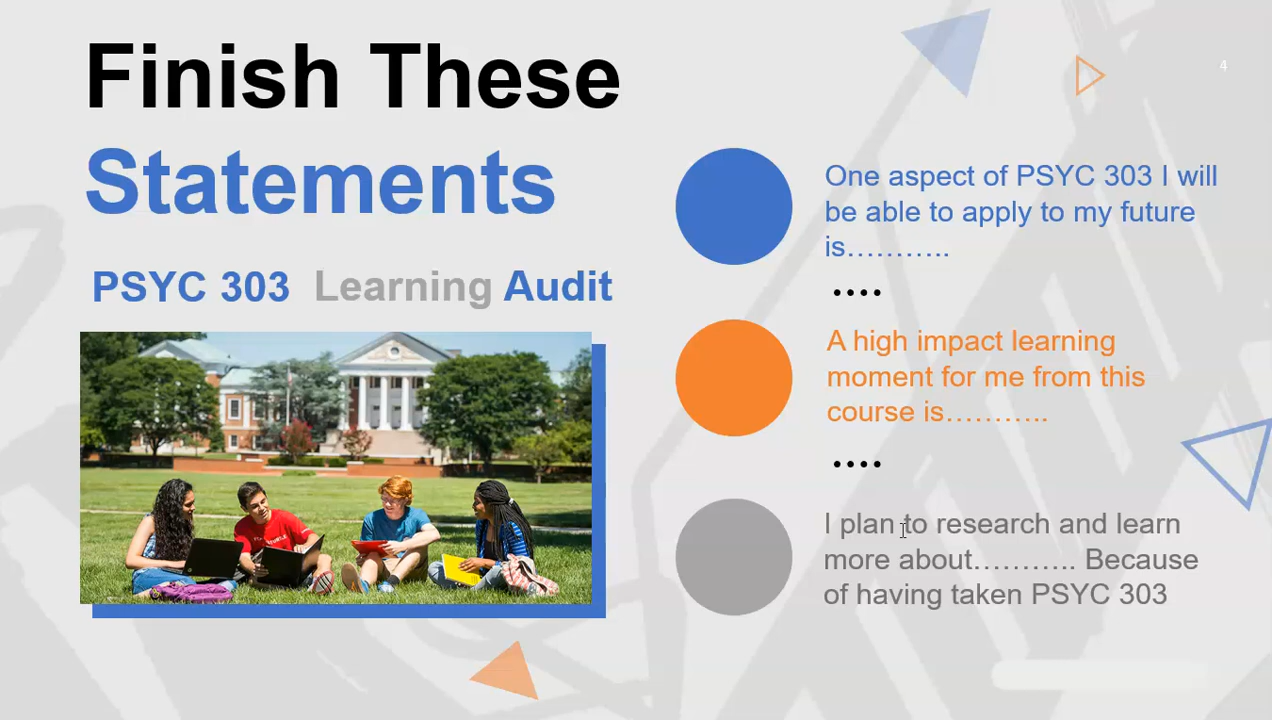 4
Finish These
Statements
PSYC 303 Learning Audit
One aspect of PSYC 303 I will
be able to apply to my future
is………..
....
A high impact learning
moment for me from this
course is………..
....
I plan to research and learn
more about……….. Because
of having taken PSYC 303